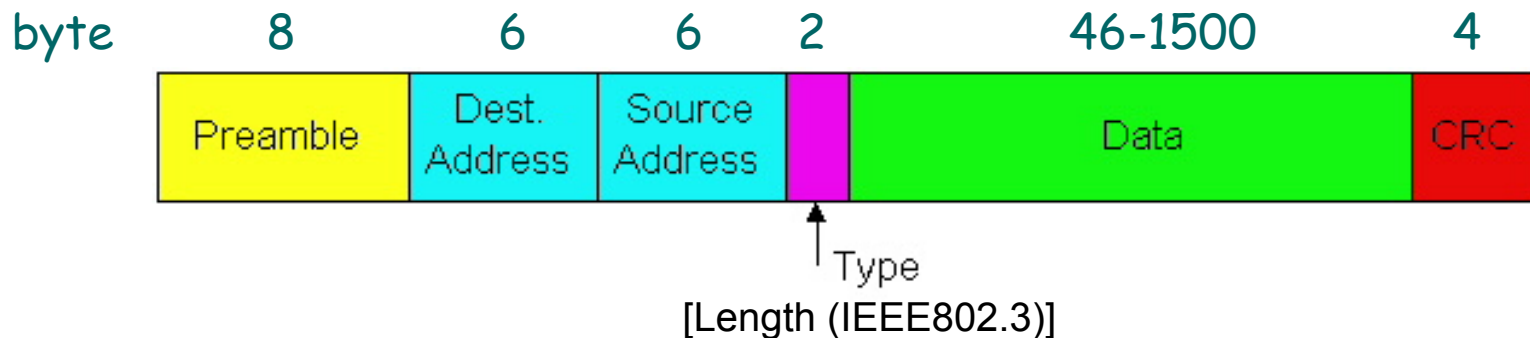 byte 8 6 6 2 46-1500 4
Preamble Dest. Address Source Address Data CRC
Type
[Length (IEEE802.3)]